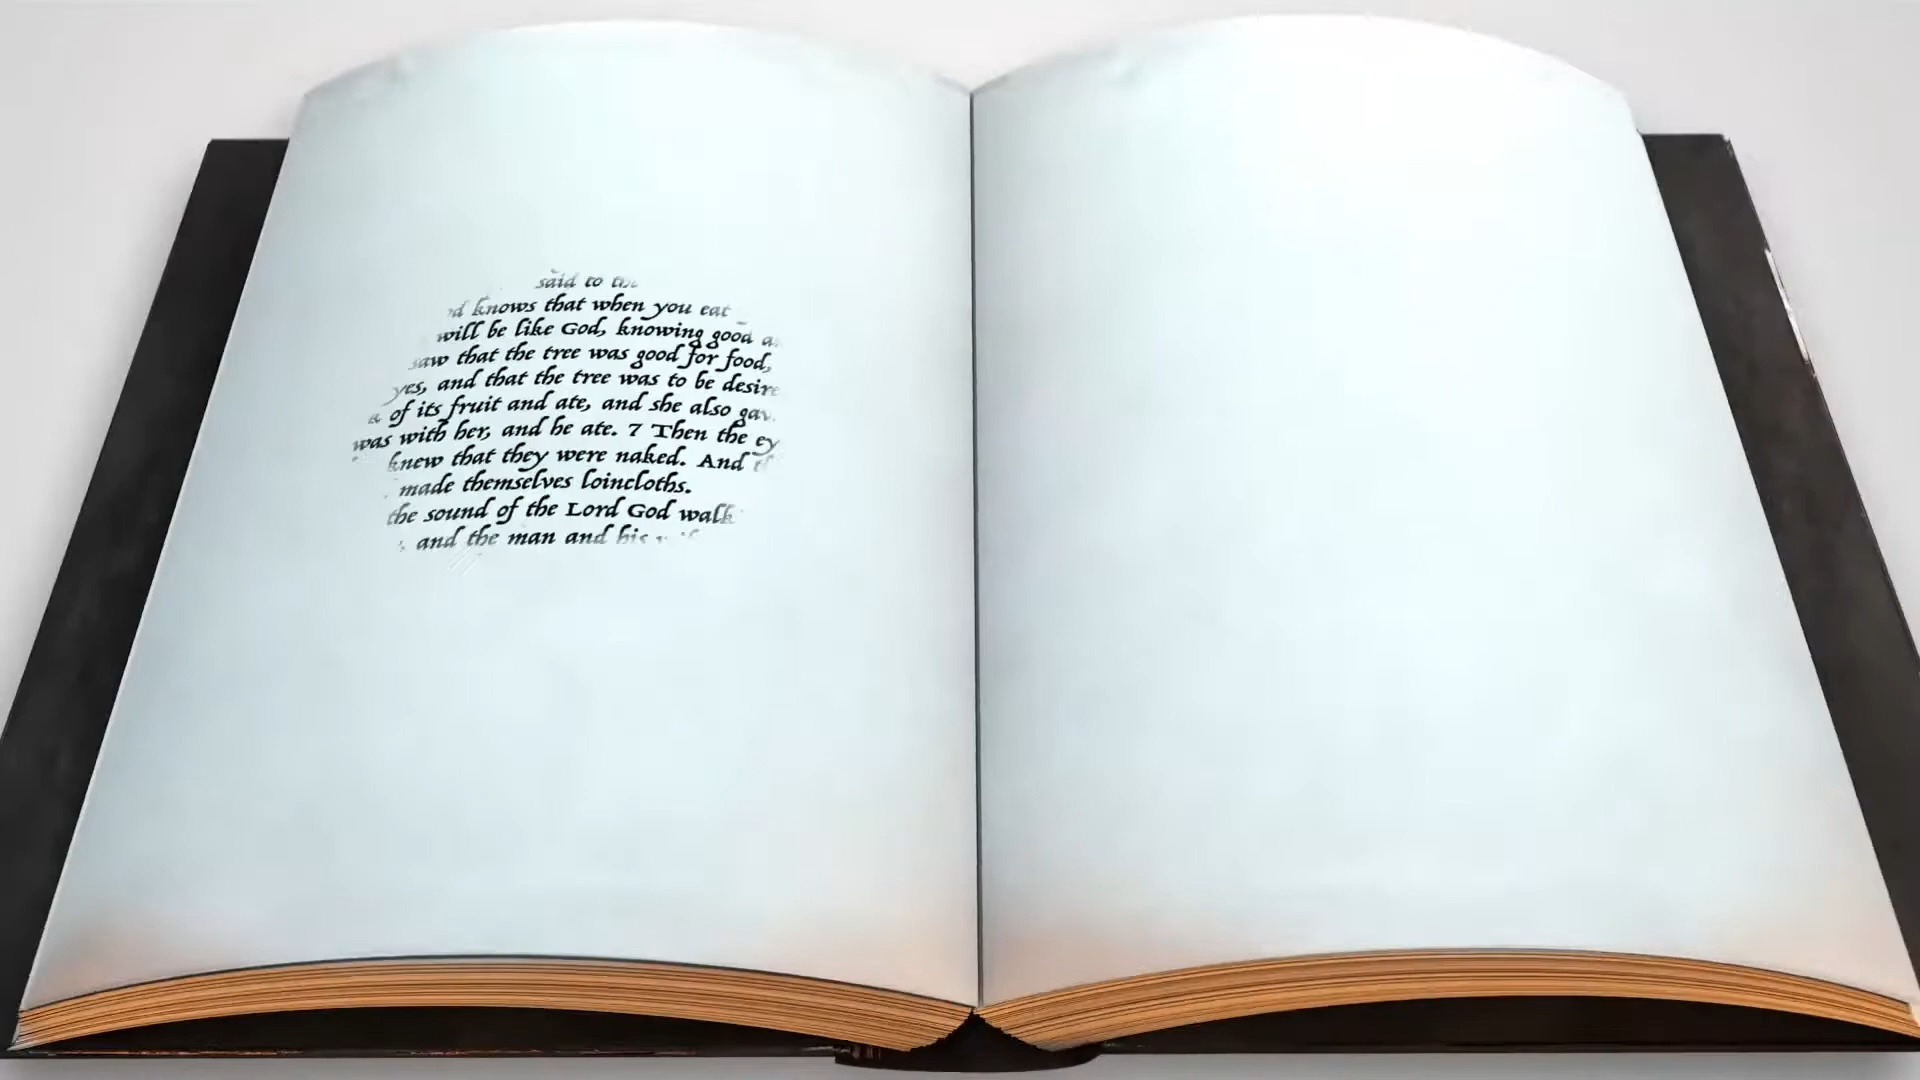 said to
knows that when you eat
will be like God, knowing good
saw that the tree was good for food,
and that the tree was to be
of its fruit and ate, and she also
was with her, and he ate. 7 Then the
knew that they were naked. And
made themselves loincloths.
the sound of the Lord God
and the man and his